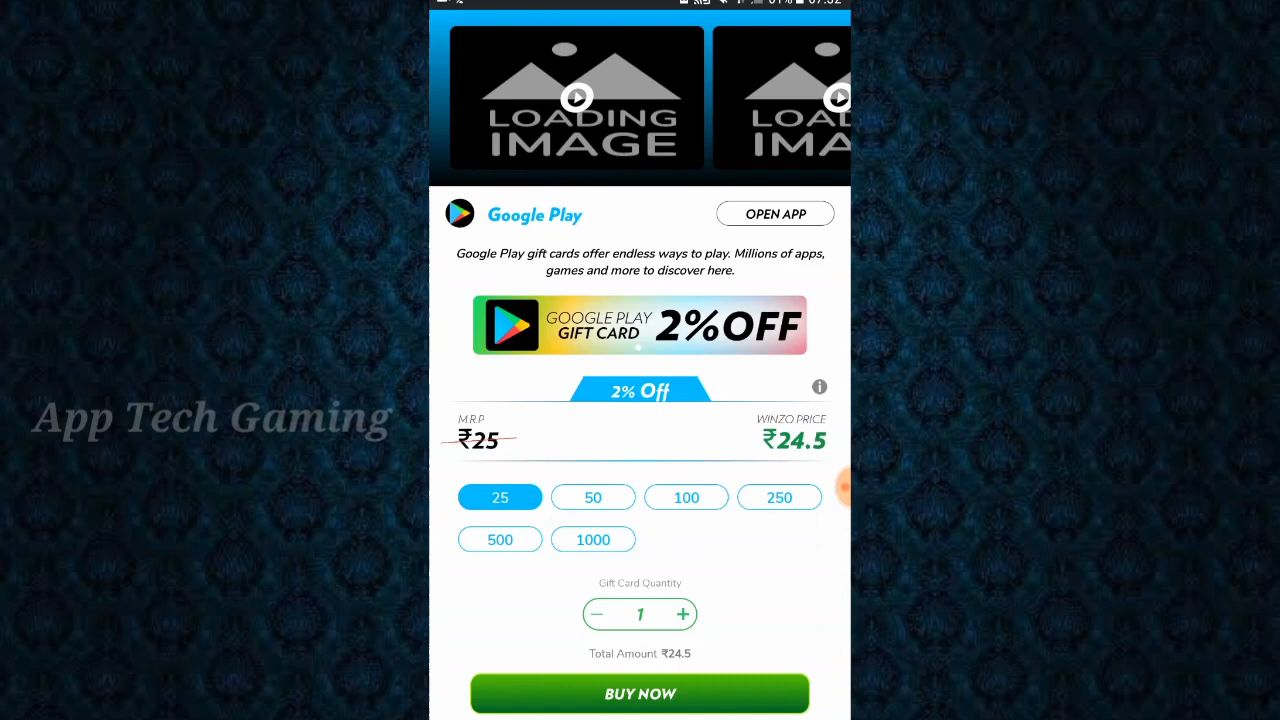 LOADING
IMAGE
LOA
IMA
Google Play
OPEN APP
Google Play gift cards offer endless ways to play. Millions of apps,
games and more to discover here.
GOOGLE PLAY
GIFT CARD
2%OFF
2% Off
M.R.P
WINZO PRICE
₹25
₹24.5
25
50
100
250
500
1000
App Tech Gaming
Gift Card Quantity
− 1 +
Total Amount ₹24.5
BUY NOW